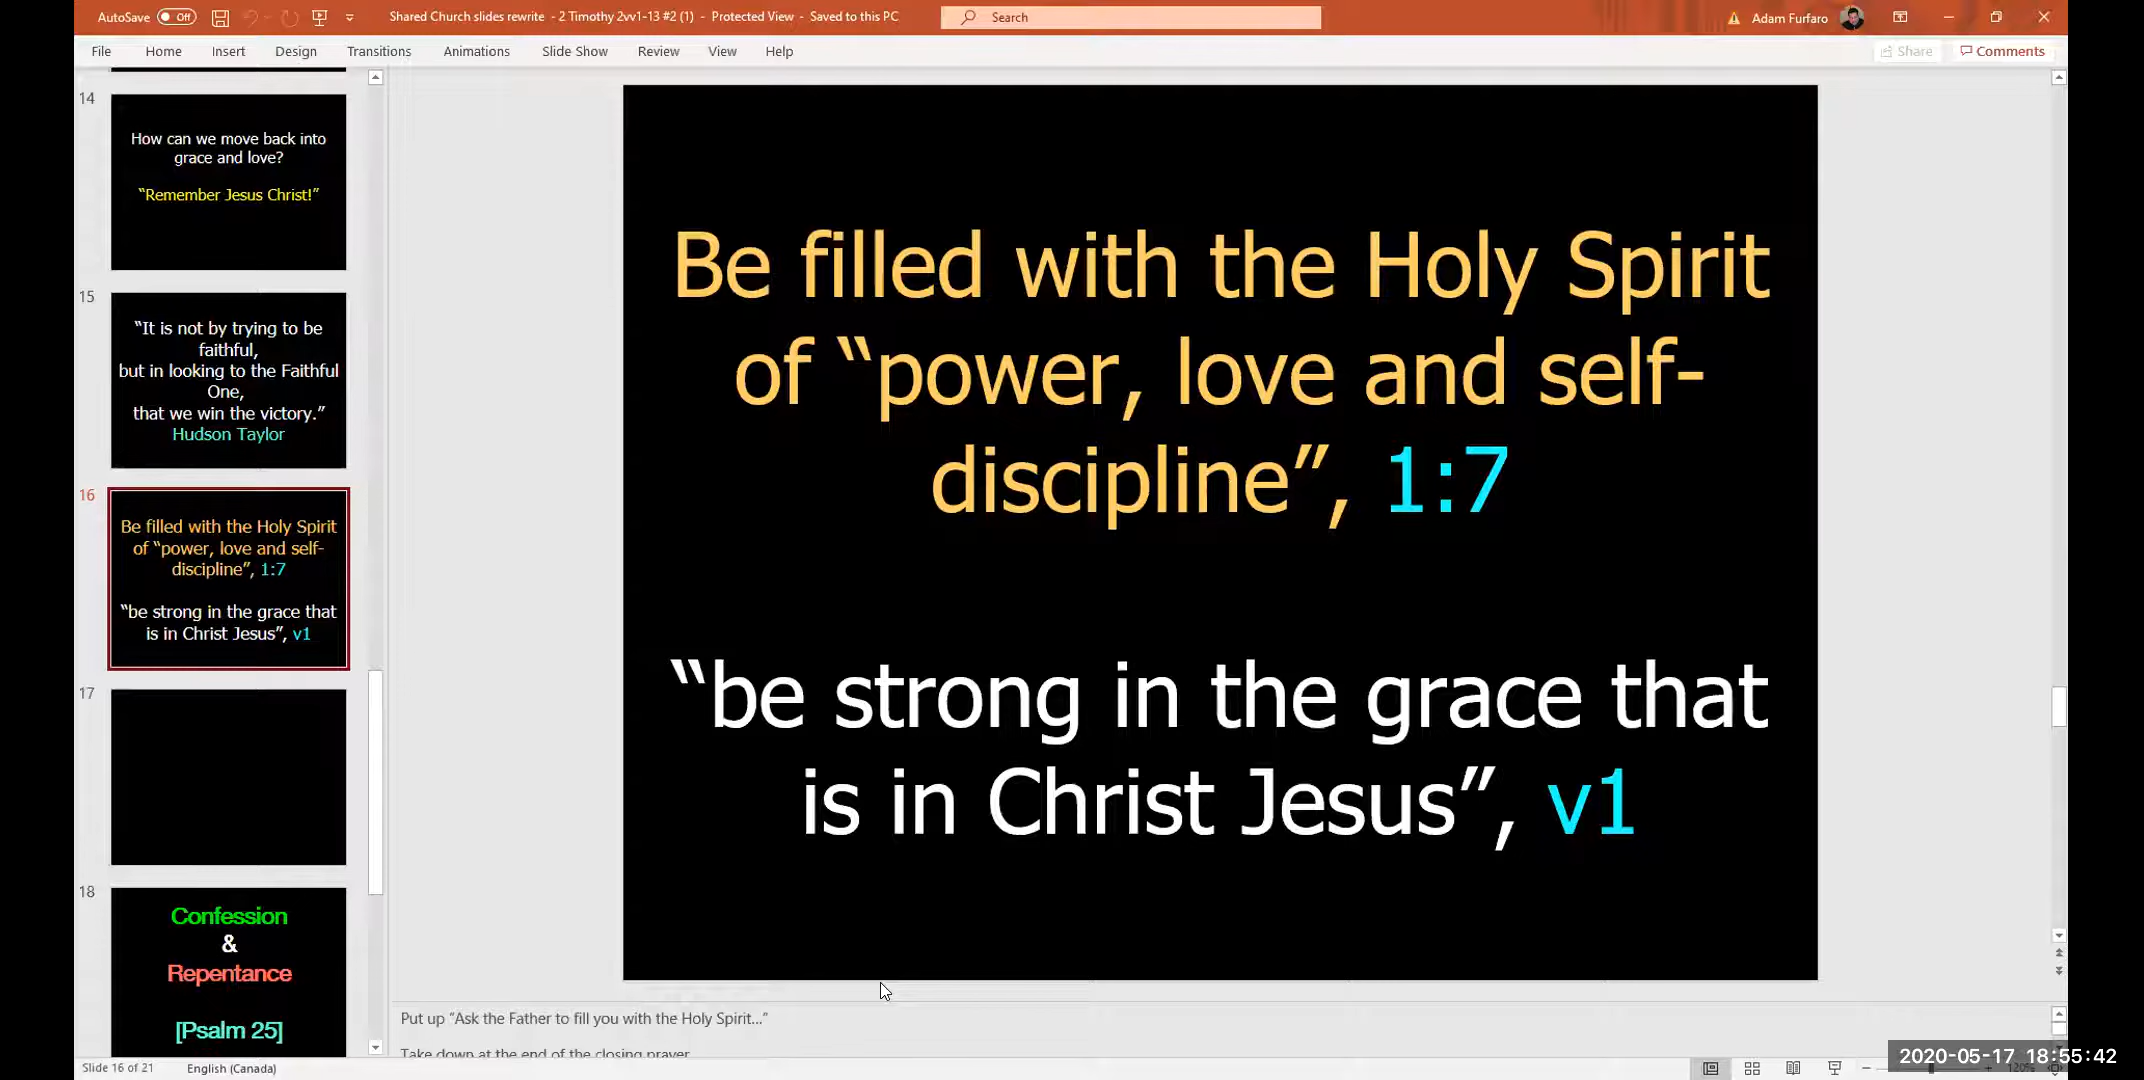 AutoSave Off Shared Church slides rewrite - 2 Timothy 2vv1-13 #2 (1) - Protected View - Saved to this PC Search Adam Furfaro
File Home Insert Design Transitions Animations Slide Show Review View Help Share Comments
14
How can we move back into
grace and love?
“Remember Jesus Christ!”
15
“It is not by trying to be
faithful,
but in looking to the Faithful
One,
that we win the victory.”
Hudson Taylor
16
Be filled with the Holy Spirit
of “power, love and self-
discipline”, 1:7
“be strong in the grace that
is in Christ Jesus”, v1
17
18
Confession
&
Repentance
[Psalm 25]
Be filled with the Holy Spirit
of “power, love and self-
discipline”, 1:7
“be strong in the grace that
is in Christ Jesus”, v1
Put up “Ask the Father to fill you with the Holy Spirit...”
Take down at the end of the closing prayer
Slide 16 of 21 English (Canada)
2020-05-17 18:55:42
120%